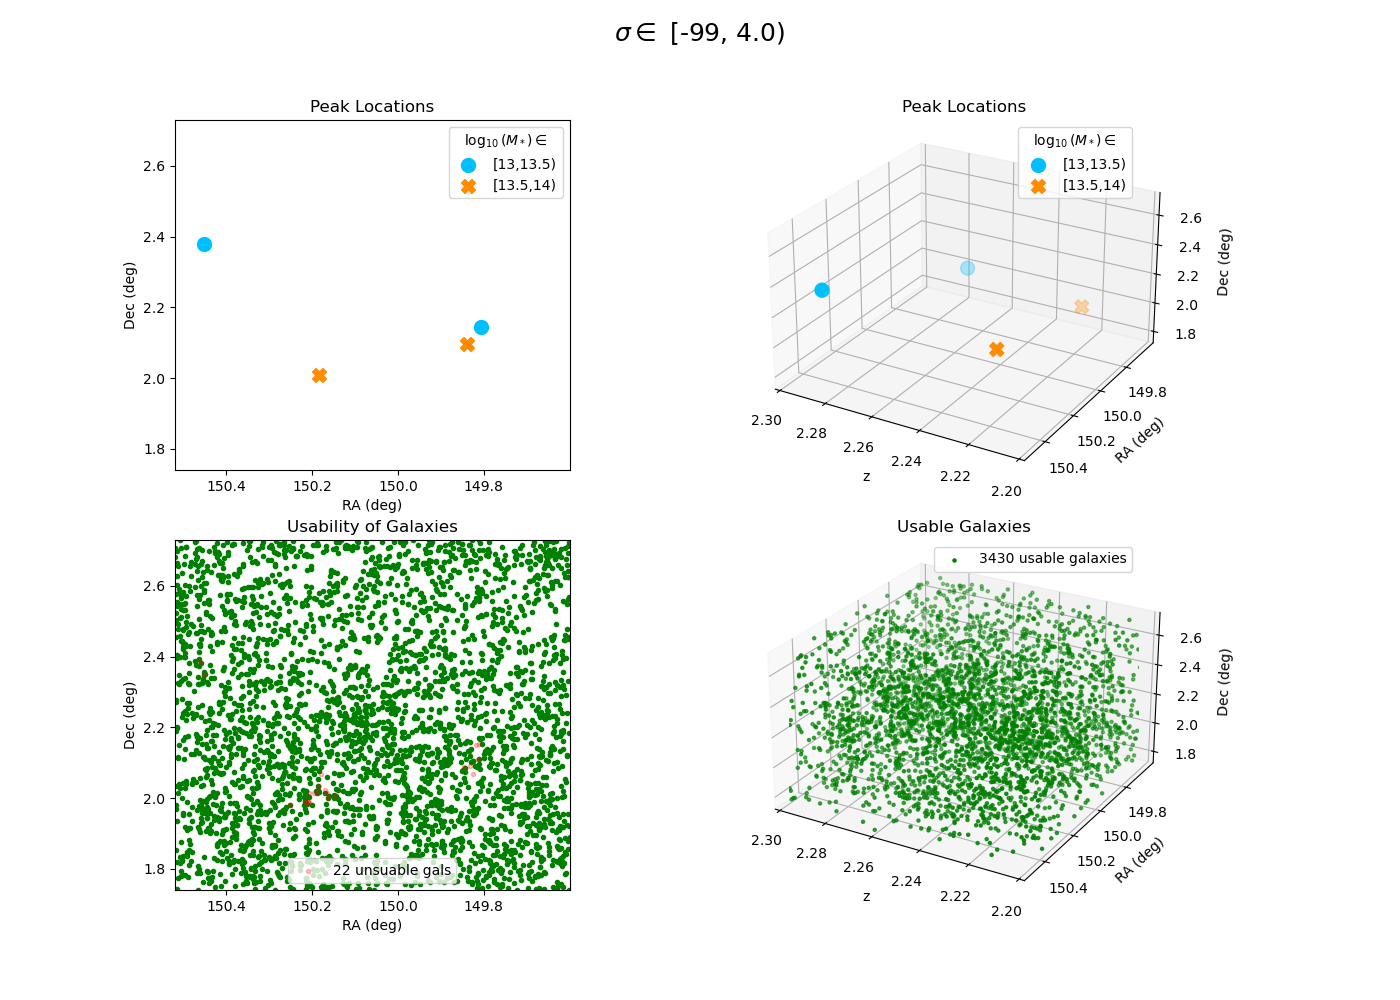 σ ∈ [-99, 4.0)
Peak Locations
log₁₀(M*) ∈
[13,13.5)
[13.5,14)
2.6
2.4
2.2
2.0
1.8
Dec (deg)
150.4 150.2 150.0 149.8
RA (deg)
Peak Locations
log₁₀(M*) ∈
[13,13.5)
[13.5,14)
2.6
2.4
2.2
2.0
1.8
Dec (deg)
149.8
150.0
150.2
150.4
RA (deg)
2.30
2.28
2.26
2.24
2.22
2.20
z
Usability of Galaxies
2.6
2.4
2.2
2.0
1.8
Dec (deg)
22 unsuable gals
150.4 150.2 150.0 149.8
RA (deg)
Usable Galaxies
3430 usable galaxies
2.6
2.4
2.2
2.0
1.8
Dec (deg)
149.8
150.0
150.2
150.4
RA (deg)
2.30
2.28
2.26
2.24
2.22
2.20
z